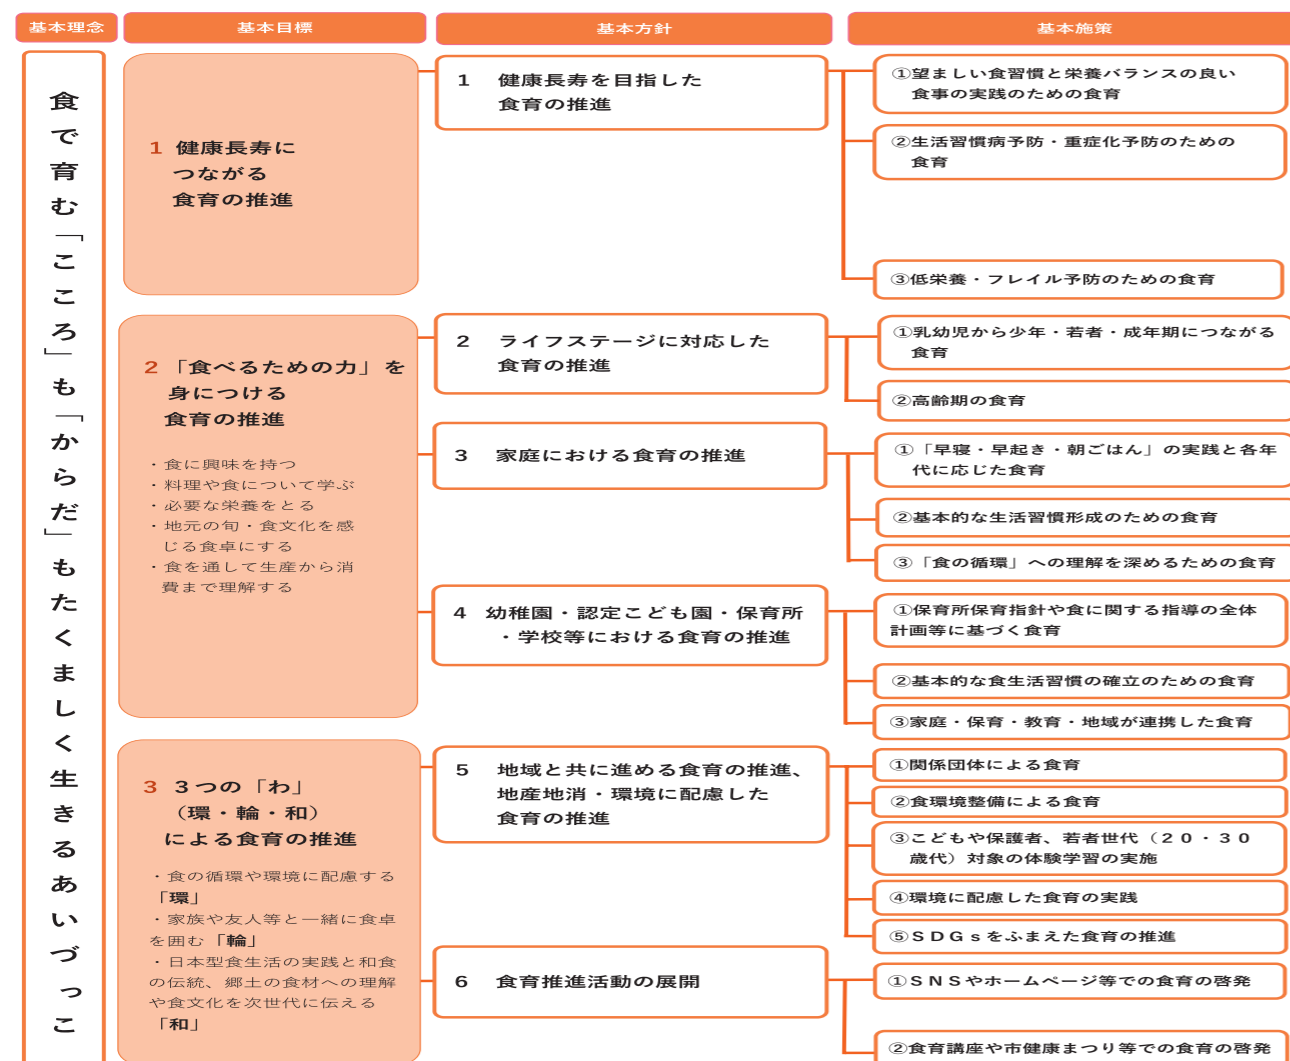 基本理念
基本目標
基本方針
基本施策
食で育む「こころ」も「からだ」もたくましく生きるあいづっこ
1 健康長寿に
つながる
食育の推進
1 健康長寿を目指した
食育の推進
①望ましい食習慣と栄養バランスの良い
食事の実践のための食育
②生活習慣病予防・重症化予防のための
食育
③低栄養・フレイル予防のための食育
2 「食べるための力」を
身につける
食育の推進
・食に興味を持つ
・料理や食について学ぶ
・必要な栄養をとる
・地元の旬・食文化を感
じる食卓にする
・食を通して生産から消
費まで理解する
2 ライフステージに対応した
食育の推進
①乳幼児から少年・若者・成年期につながる
食育
②高齢期の食育
3 家庭における食育の推進
①「早寝・早起き・朝ごはん」の実践と各年
代に応じた食育
②基本的な生活習慣形成のための食育
③「食の循環」への理解を深めるための食育
4 幼稚園・認定こども園・保育所
・学校等における食育の推進
①保育所保育指針や食に関する指導の全体
計画等に基づく食育
②基本的な食生活習慣の確立のための食育
③家庭・保育・教育・地域が連携した食育
3 3つの「わ」
（環・輪・和）
による食育の推進
・食の循環や環境に配慮する
「環」
・家族や友人等と一緒に食卓
を囲む「輪」
・日本型食生活の実践と和食
の伝統、郷土の食材への理解
や食文化を次世代に伝える
「和」
5 地域と共に進める食育の推進、
地産地消・環境に配慮した
食育の推進
①関係団体による食育
②食環境整備による食育
③こどもや保護者、若者世代（２０・３０
歳代）対象の体験学習の実施
④環境に配慮した食育の実践
⑤ＳＤＧｓをふまえた食育の推進
6 食育推進活動の展開
①ＳＮＳやホームページ等での食育の啓発
②食育講座や市健康まつり等での食育の啓発